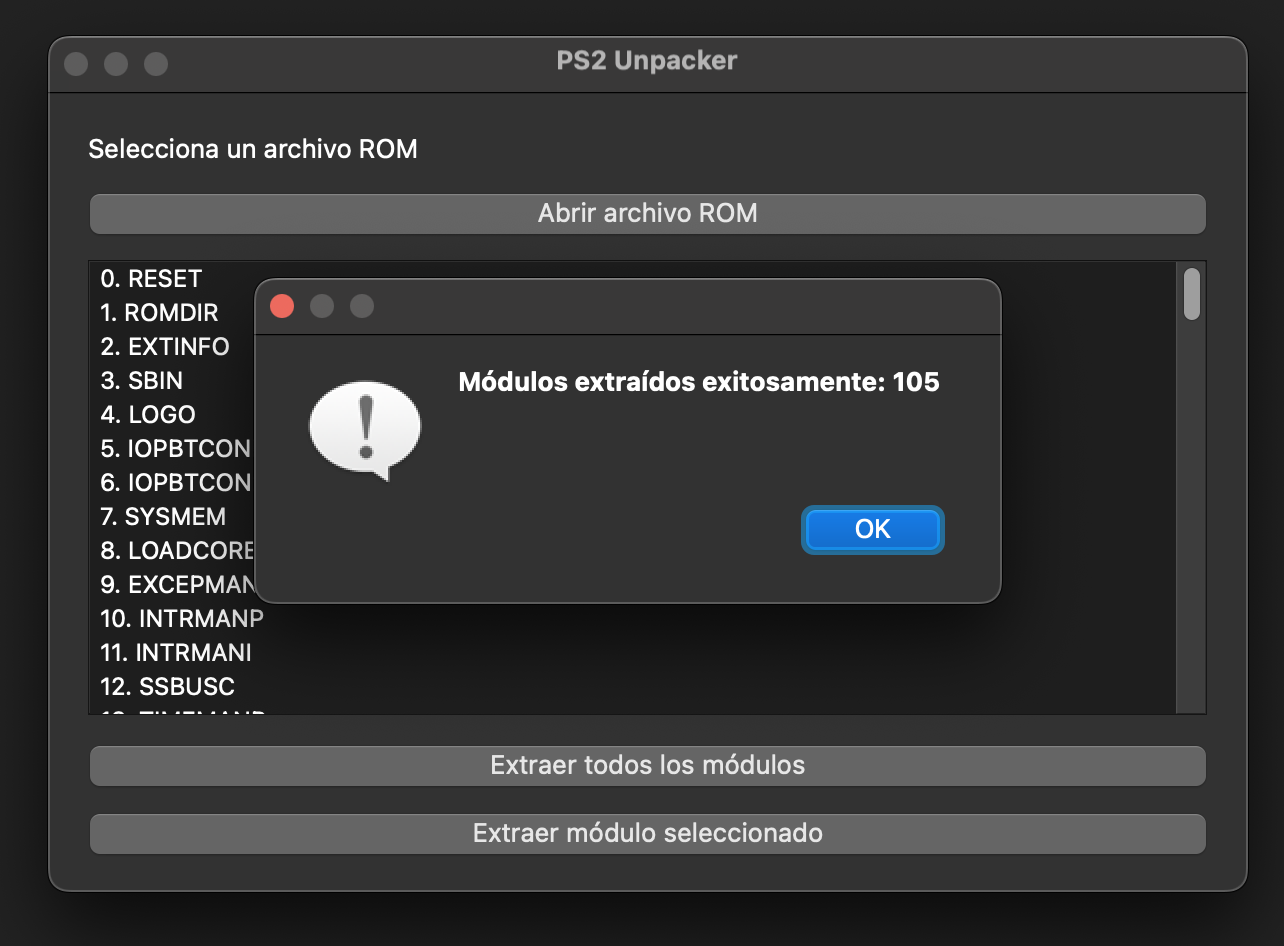 PS2 Unpacker
Selecciona un archivo ROM
Abrir archivo ROM
0. RESET
1. ROMDIR
2. EXTINFO
3. SBIN
4. LOGO
5. IOPBTCON
6. IOPBTCON
7. SYSMEM
8. LOADCORE
9. EXCEPMAN
10. INTRMANP
11. INTRMANI
12. SSBUSC
Módulos extraídos exitosamente: 105
OK
Extraer todos los módulos
Extraer módulo seleccionado